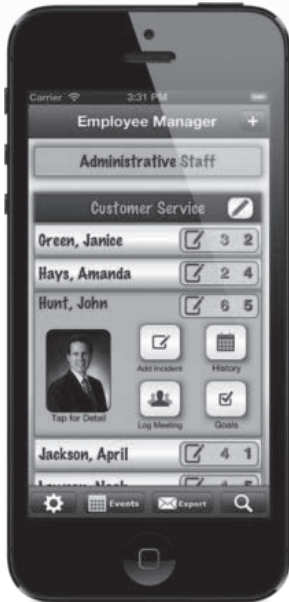 Carrier 3:31 PM
Employee Manager +
Administrative Staff
Customer Service
Green, Janice 3 2
Hays, Amanda 2 4
Hunt, John 6 5
Add Incident History
Tap for Detail Log Meeting Goals
Jackson, April 4 1
Events Export